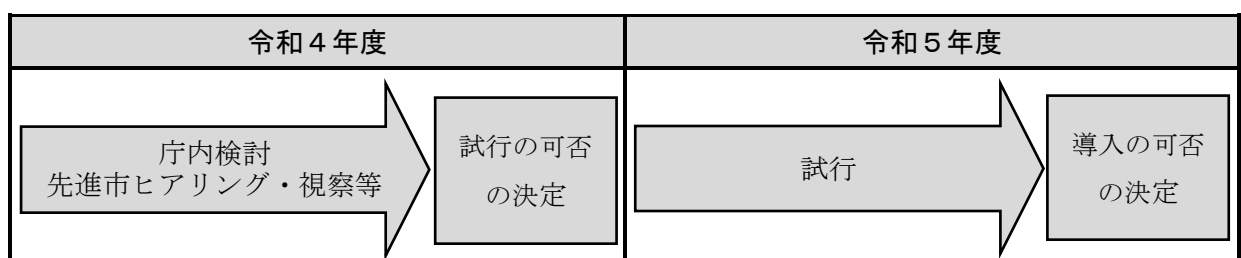 令和４年度
令和５年度
庁内検討
先進市ヒアリング・視察等
試行の可否
の決定
試行
導入の可否
の決定